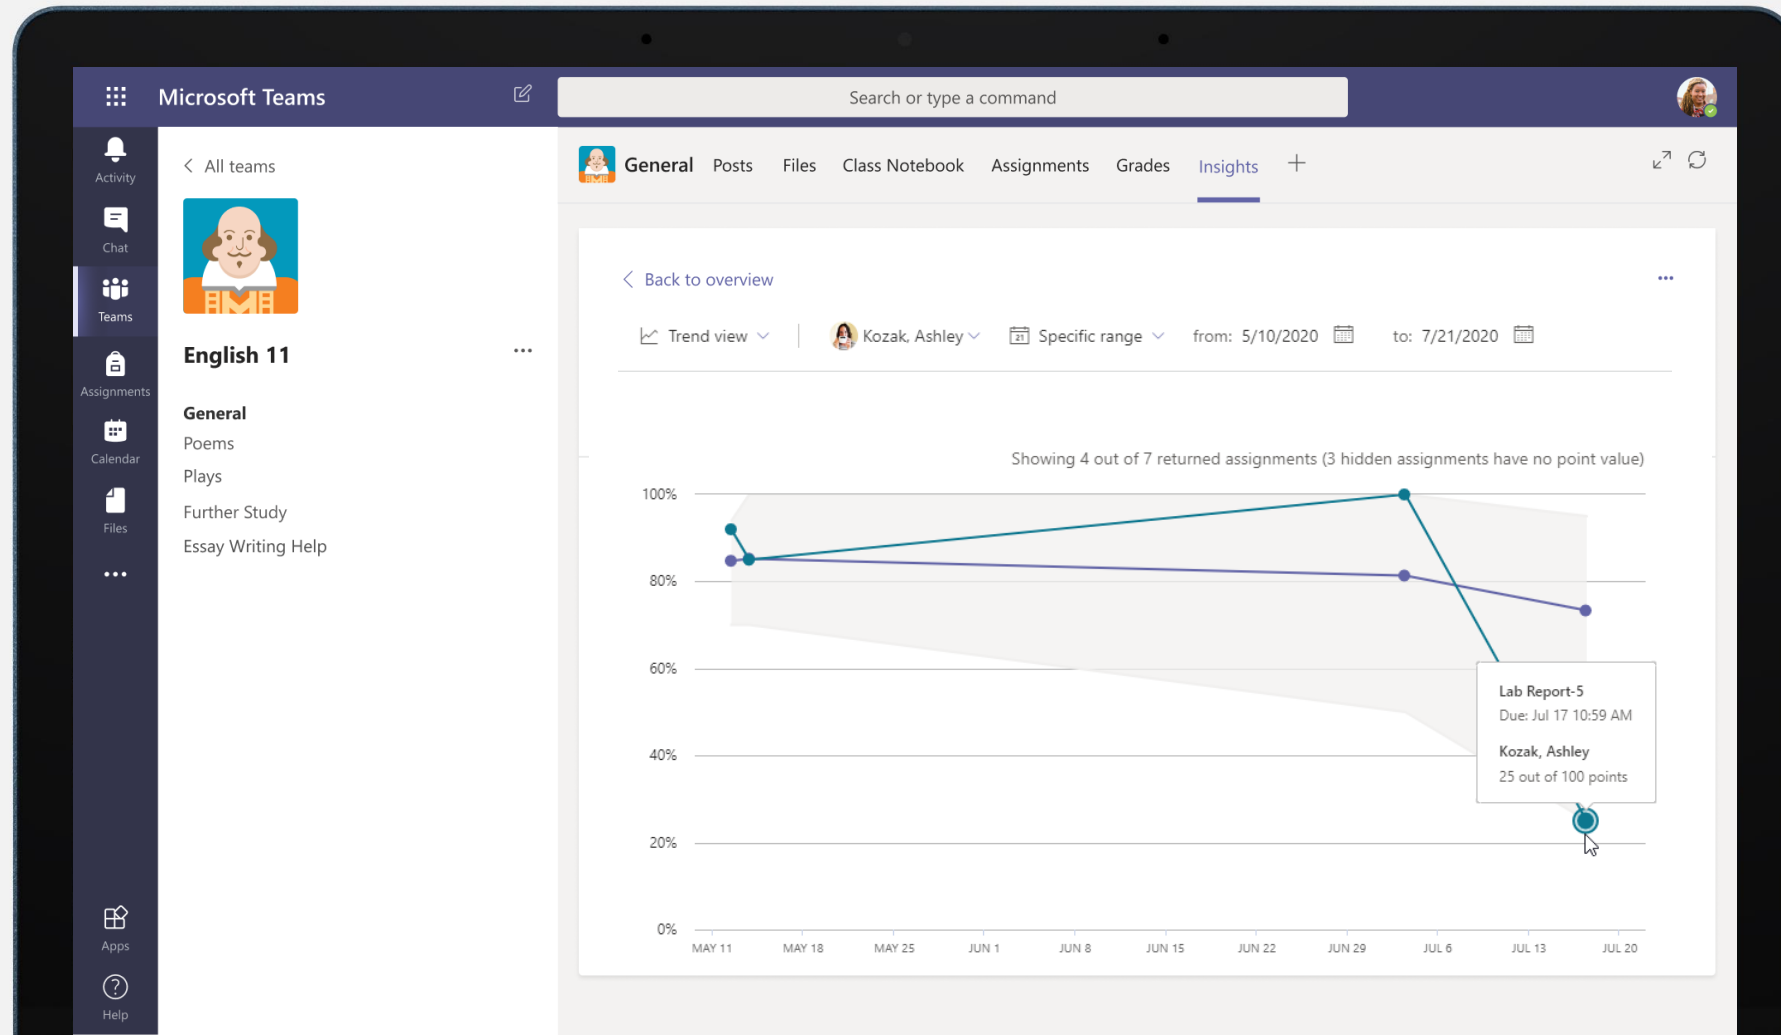 Microsoft Teams
Search or type a command
Activity
Chat
Teams
Assignments
Calendar
Files
Apps
Help
All teams
English 11
General
Poems
Plays
Further Study
Essay Writing Help
General Posts Files Class Notebook Assignments Grades Insights
Back to overview
Trend view Kozak, Ashley 21 Specific range from: 5/10/2020 to: 7/21/2020
Showing 4 out of 7 returned assignments (3 hidden assignments have no point value)
100%
80%
60%
40%
20%
0%
Lab Report-5
Due: Jul 17 10:59 AM
Kozak, Ashley
25 out of 100 points
MAY 11 MAY 18 MAY 25 JUN 1 JUN 8 JUN 15 JUN 22 JUN 29 JUL 6 JUL 13 JUL 20